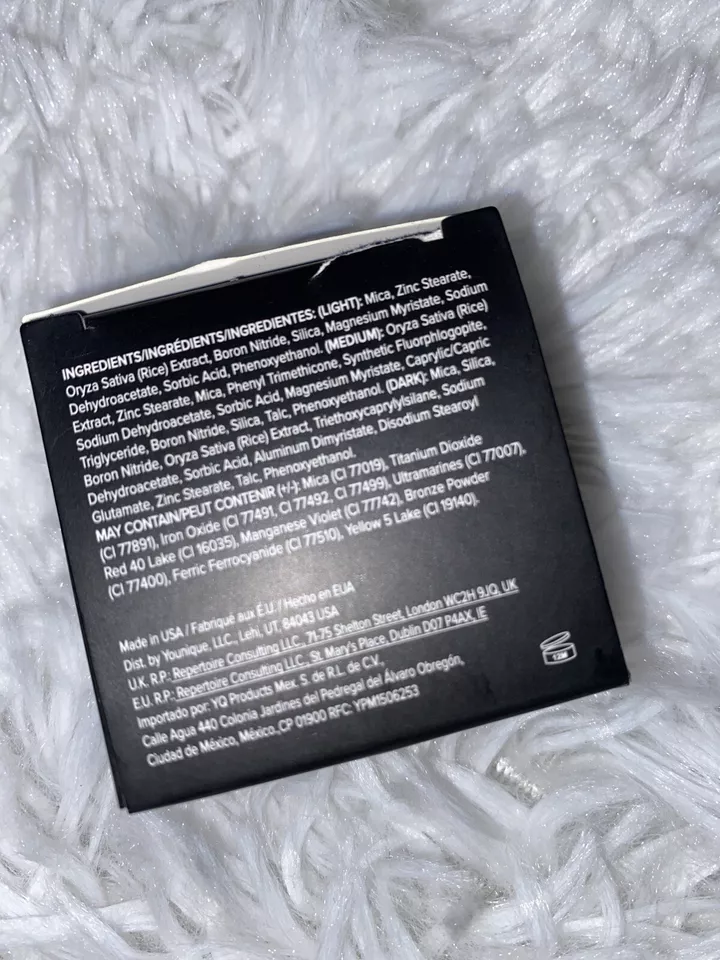 INGREDIENTS/INGRÉDIENTS/INGREDIENTES: (LIGHT): Mica, Zinc Stearate,
Oryza Sativa (Rice) Extract, Boron Nitride, Silica, Magnesium Myristate, Sodium
Dehydroacetate, Sorbic Acid, Phenoxyethanol. (MEDIUM): Oryza Sativa (Rice)
Extract, Zinc Stearate, Mica, Phenyl Trimethicone, Synthetic Fluorphlogopite,
Sodium Dehydroacetate, Sorbic Acid, Magnesium Myristate, Caprylic/Capric
Triglyceride, Boron Nitride, Silica, Talc, Phenoxyethanol. (DARK): Mica, Silica,
Boron Nitride, Oryza Sativa (Rice) Extract, Triethoxycaprylylsilane, Sodium
Dehydroacetate, Sorbic Acid, Aluminum Dimyristate, Disodium Stearoyl
Glutamate, Zinc Stearate, Talc, Phenoxyethanol.
MAY CONTAIN/PEUT CONTENIR (+/-): Mica (CI 77019), Titanium Dioxide
(CI 77891), Iron Oxide (CI 77491, CI 77492, CI 77499), Ultramarines (CI 77007),
Red 40 Lake (CI 16035), Manganese Violet (CI 77742), Bronze Powder
(CI 77400), Ferric Ferrocyanide (CI 77510), Yellow 5 Lake (CI 19140).
Made in USA / Fabriqué aux É.U./ Hecho en EUA
Dist. by Younique, LLC., Lehi, UT, 84043 USA
U.K. R.P: Repertoire Consulting LLC. 71-75 Shelton Street, London WC2H 9JQ, UK
E.U. R.P: Repertoire Consulting LLC. St. Mary's Place, Dublin D07 P4AX, IE
Importado por: YQ Products Mex. S. de R.L. de C.V.,
Calle Agua 440 Colonia Jardines del Pedregal del Álvaro Obregón,
Ciudad de México, México, CP 01900 RFC: YPM1506253
12M